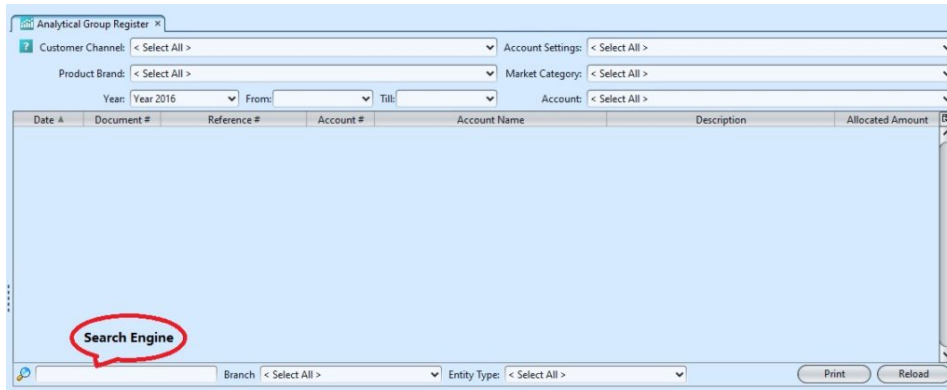 Analytical Group Register ×
? Customer Channel: < Select All > Account Settings: < Select All >
Product Brand: < Select All > Market Category: < Select All >
Year: Year 2016 From: Till: Account: < Select All >
Date Document # Reference # Account # Account Name Description Allocated Amount
Search Engine
Branch < Select All > Entity Type: < Select All > Print Reload